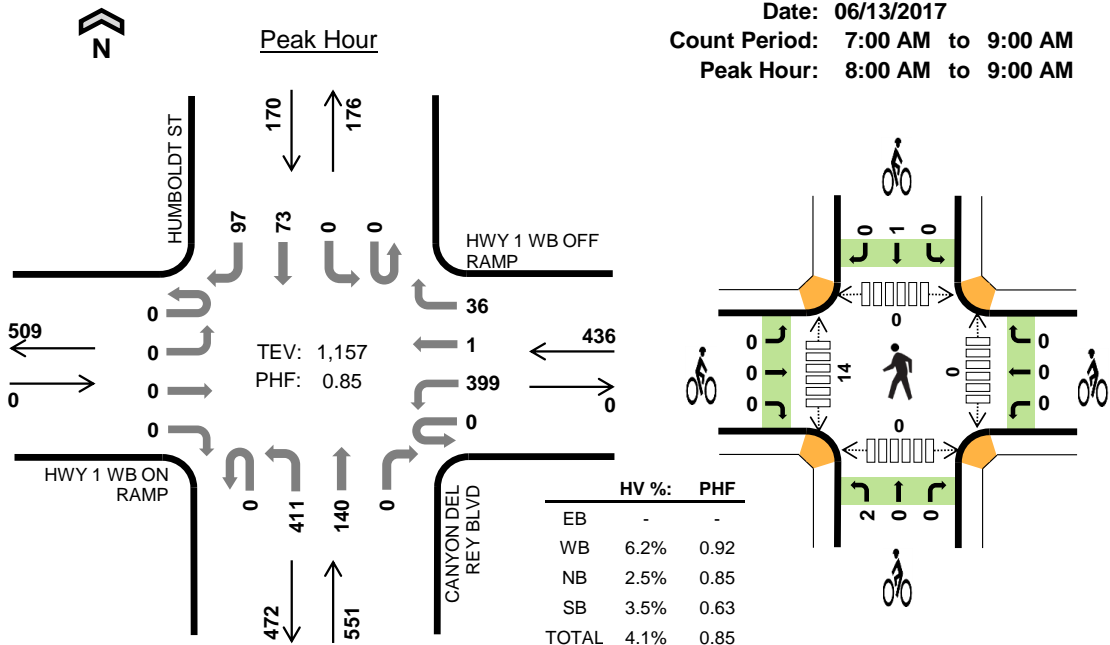 N
Peak Hour
Date: 06/13/2017
Count Period: 7:00 AM to 9:00 AM
Peak Hour: 8:00 AM to 9:00 AM
170
176
HUMBOLDT ST
97
73
0
0
HWY 1 WB OFF
RAMP
0
0
0
0
509
0
TEV: 1,157
PHF: 0.85
36
1
399
0
436
0
HWY 1 WB ON
RAMP
0
411
140
0
CANYON DEL
REY BLVD
472
551
0
1
0
0
0
0
0
14
0
0
0
0
0
0
2
0
0
HV %: PHF
EB - -
WB 6.2% 0.92
NB 2.5% 0.85
SB 3.5% 0.63
TOTAL 4.1% 0.85